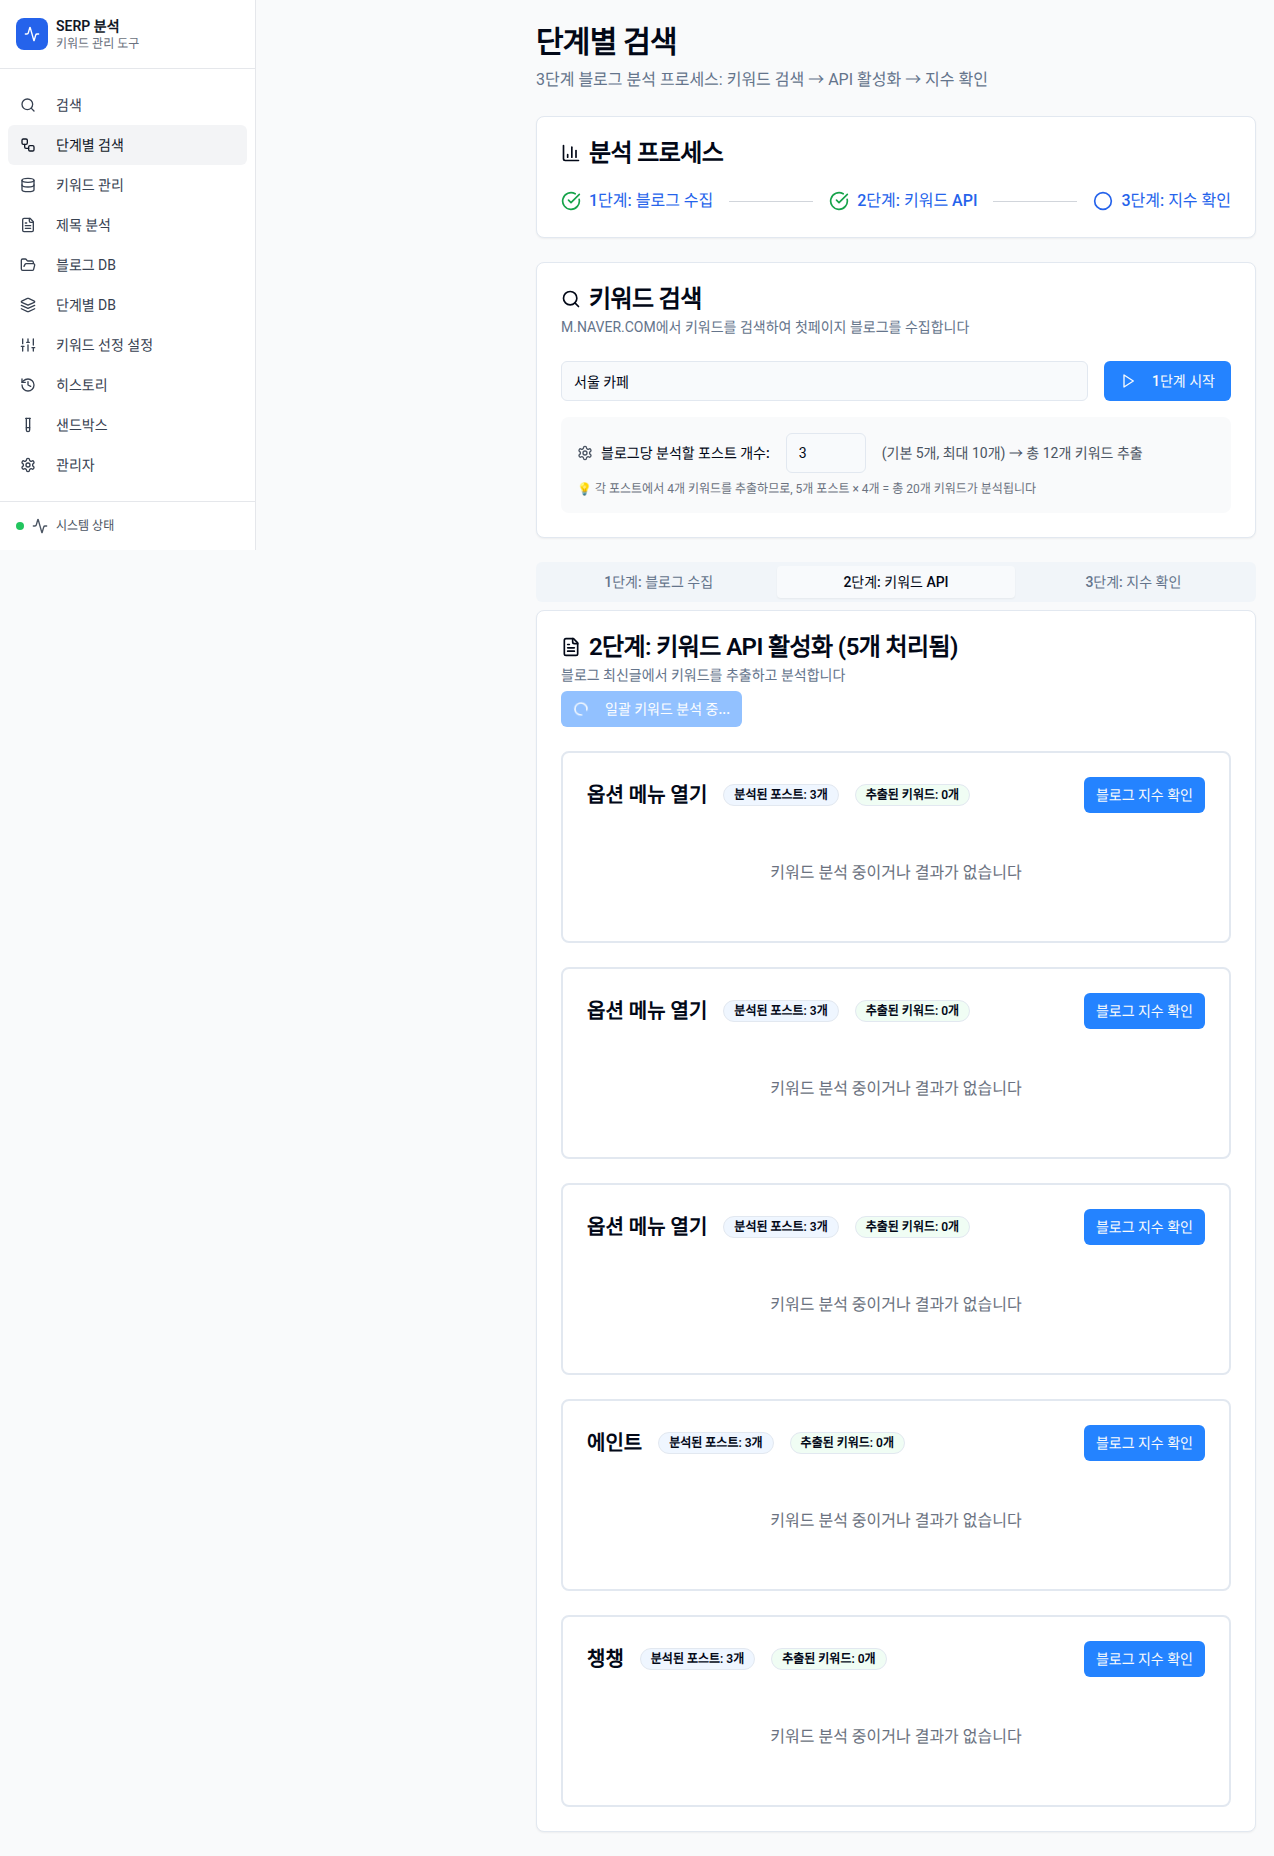 SERP 분석
키워드 관리 도구
검색
단계별 검색
키워드 관리
제목 분석
블로그 DB
단계별 DB
키워드 선정 설정
히스토리
샌드박스
관리자
시스템 상태
단계별 검색
3단계 블로그 분석 프로세스: 키워드 검색 → API 활성화 → 지수 확인
분석 프로세스
1단계: 블로그 수집
2단계: 키워드 API
3단계: 지수 확인
키워드 검색
M.NAVER.COM에서 키워드를 검색하여 첫페이지 블로그를 수집합니다
서울 카페
1단계 시작
블로그당 분석할 포스트 개수: 3 (기본 5개, 최대 10개) → 총 12개 키워드 추출
💡 각 포스트에서 4개 키워드를 추출하므로, 5개 포스트 × 4개 = 총 20개 키워드가 분석됩니다
1단계: 블로그 수집
2단계: 키워드 API
3단계: 지수 확인
2단계: 키워드 API 활성화 (5개 처리됨)
블로그 최신글에서 키워드를 추출하고 분석합니다
일괄 키워드 분석 중...
옵션 메뉴 열기 분석된 포스트: 3개 추출된 키워드: 0개 블로그 지수 확인
키워드 분석 중이거나 결과가 없습니다
옵션 메뉴 열기 분석된 포스트: 3개 추출된 키워드: 0개 블로그 지수 확인
키워드 분석 중이거나 결과가 없습니다
옵션 메뉴 열기 분석된 포스트: 3개 추출된 키워드: 0개 블로그 지수 확인
키워드 분석 중이거나 결과가 없습니다
에인트 분석된 포스트: 3개 추출된 키워드: 0개 블로그 지수 확인
키워드 분석 중이거나 결과가 없습니다
챙챙 분석된 포스트: 3개 추출된 키워드: 0개 블로그 지수 확인
키워드 분석 중이거나 결과가 없습니다